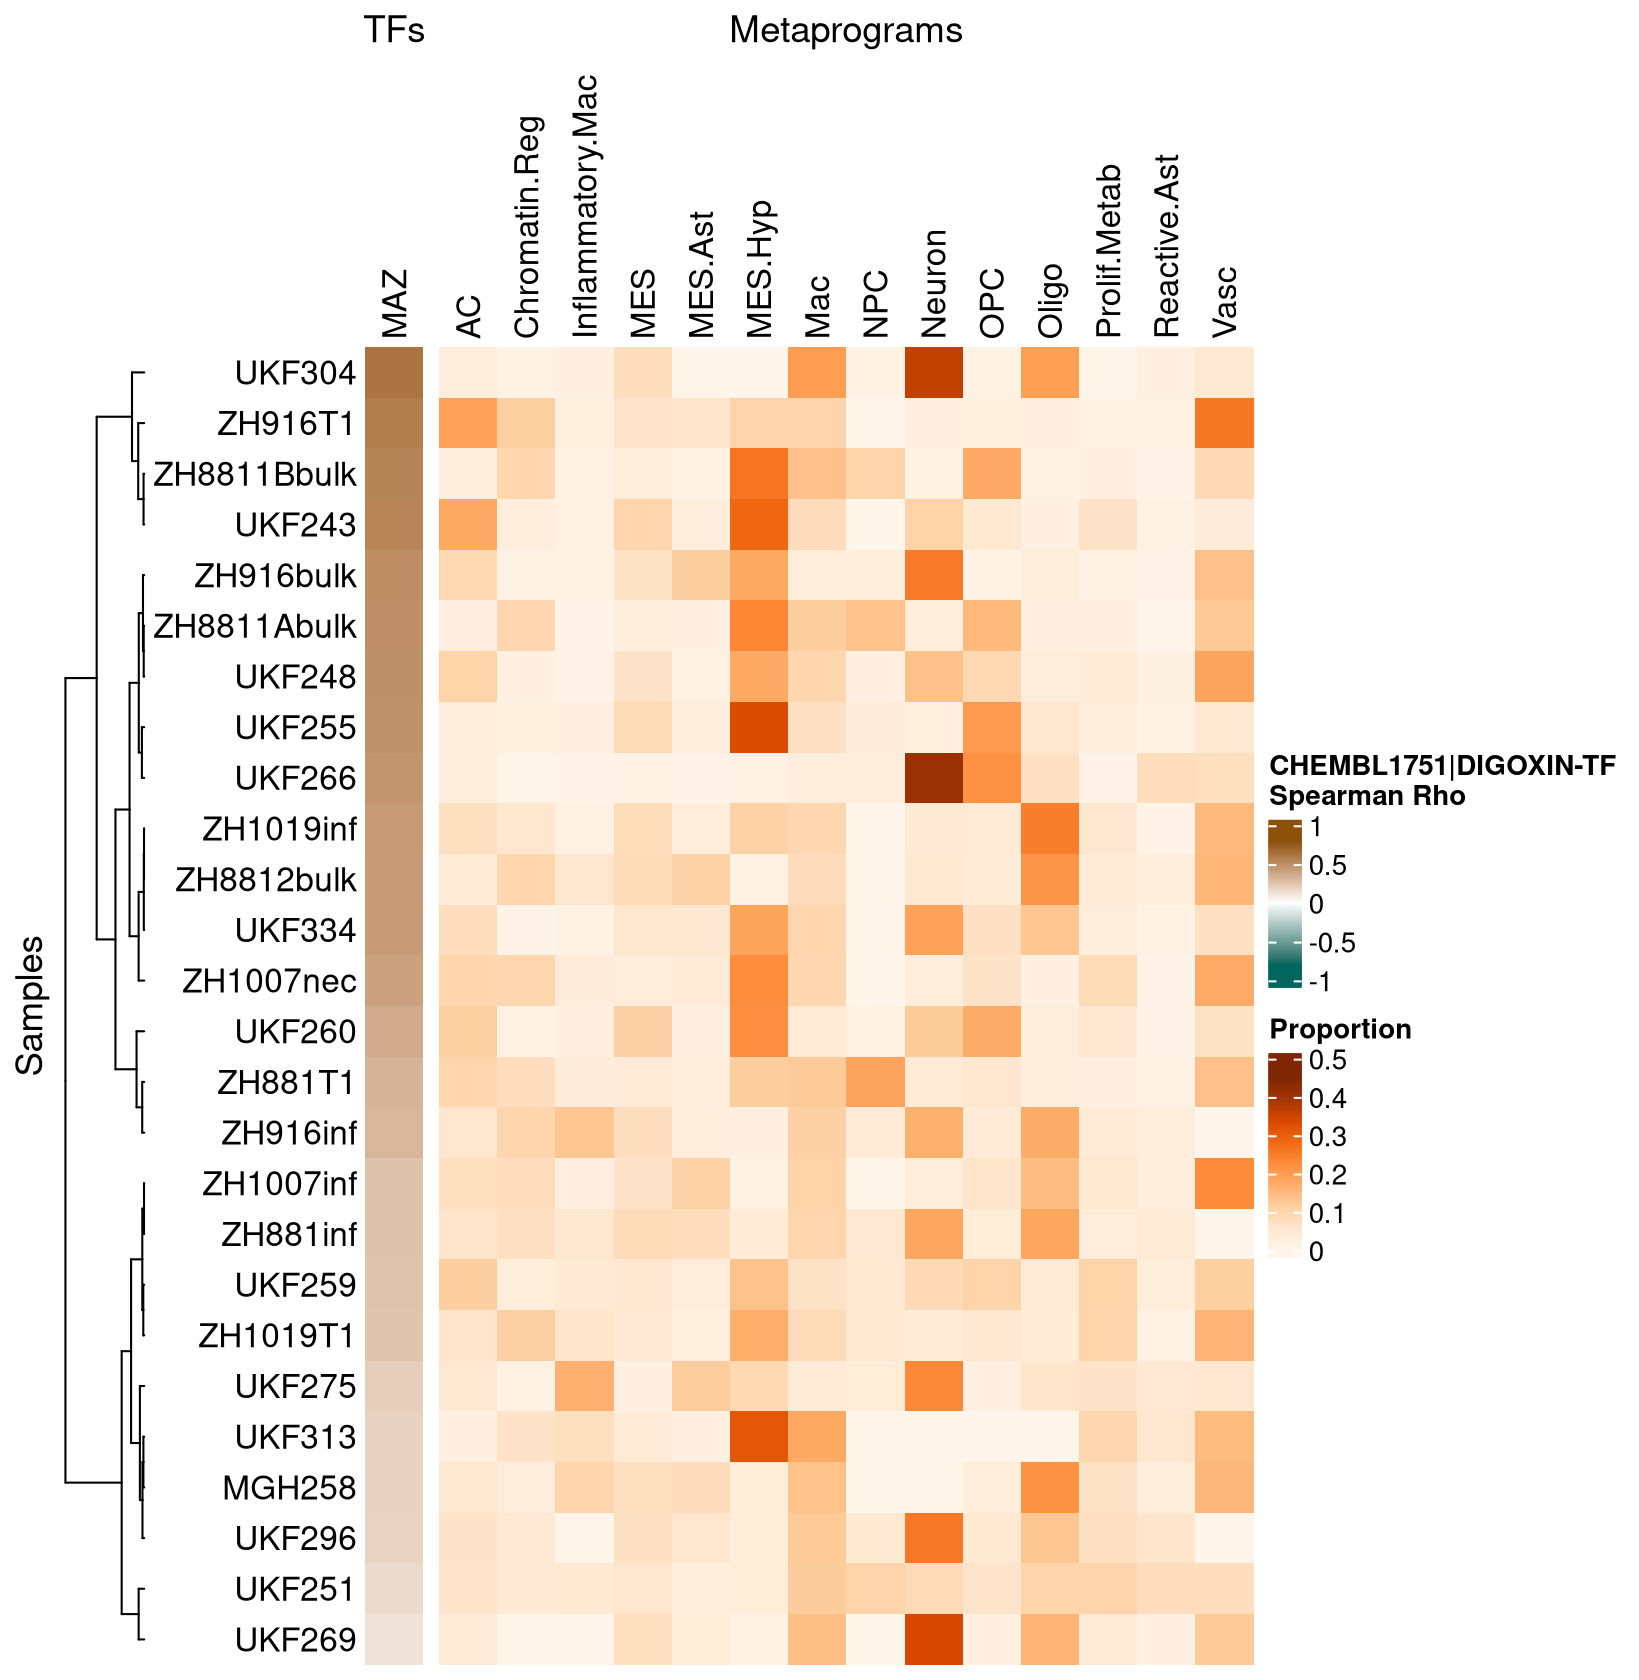 TFs Metaprograms
MAZ
AC
Chromatin.Reg
Inflammatory.Mac
MES
MES.Ast
MES.Hyp
Mac
NPC
Neuron
OPC
Oligo
Prolif.Metab
Reactive.Ast
Vasc
Samples
UKF304
ZH916T1
ZH8811Bbulk
UKF243
ZH916bulk
ZH8811Abulk
UKF248
UKF255
UKF266
ZH1019inf
ZH8812bulk
UKF334
ZH1007nec
UKF260
ZH881T1
ZH916inf
ZH1007inf
ZH881inf
UKF259
ZH1019T1
UKF275
UKF313
MGH258
UKF296
UKF251
UKF269
CHEMBL1751|DIGOXIN-TF
Spearman Rho
1
0.5
0
-0.5
-1
Proportion
0.5
0.4
0.3
0.2
0.1
0